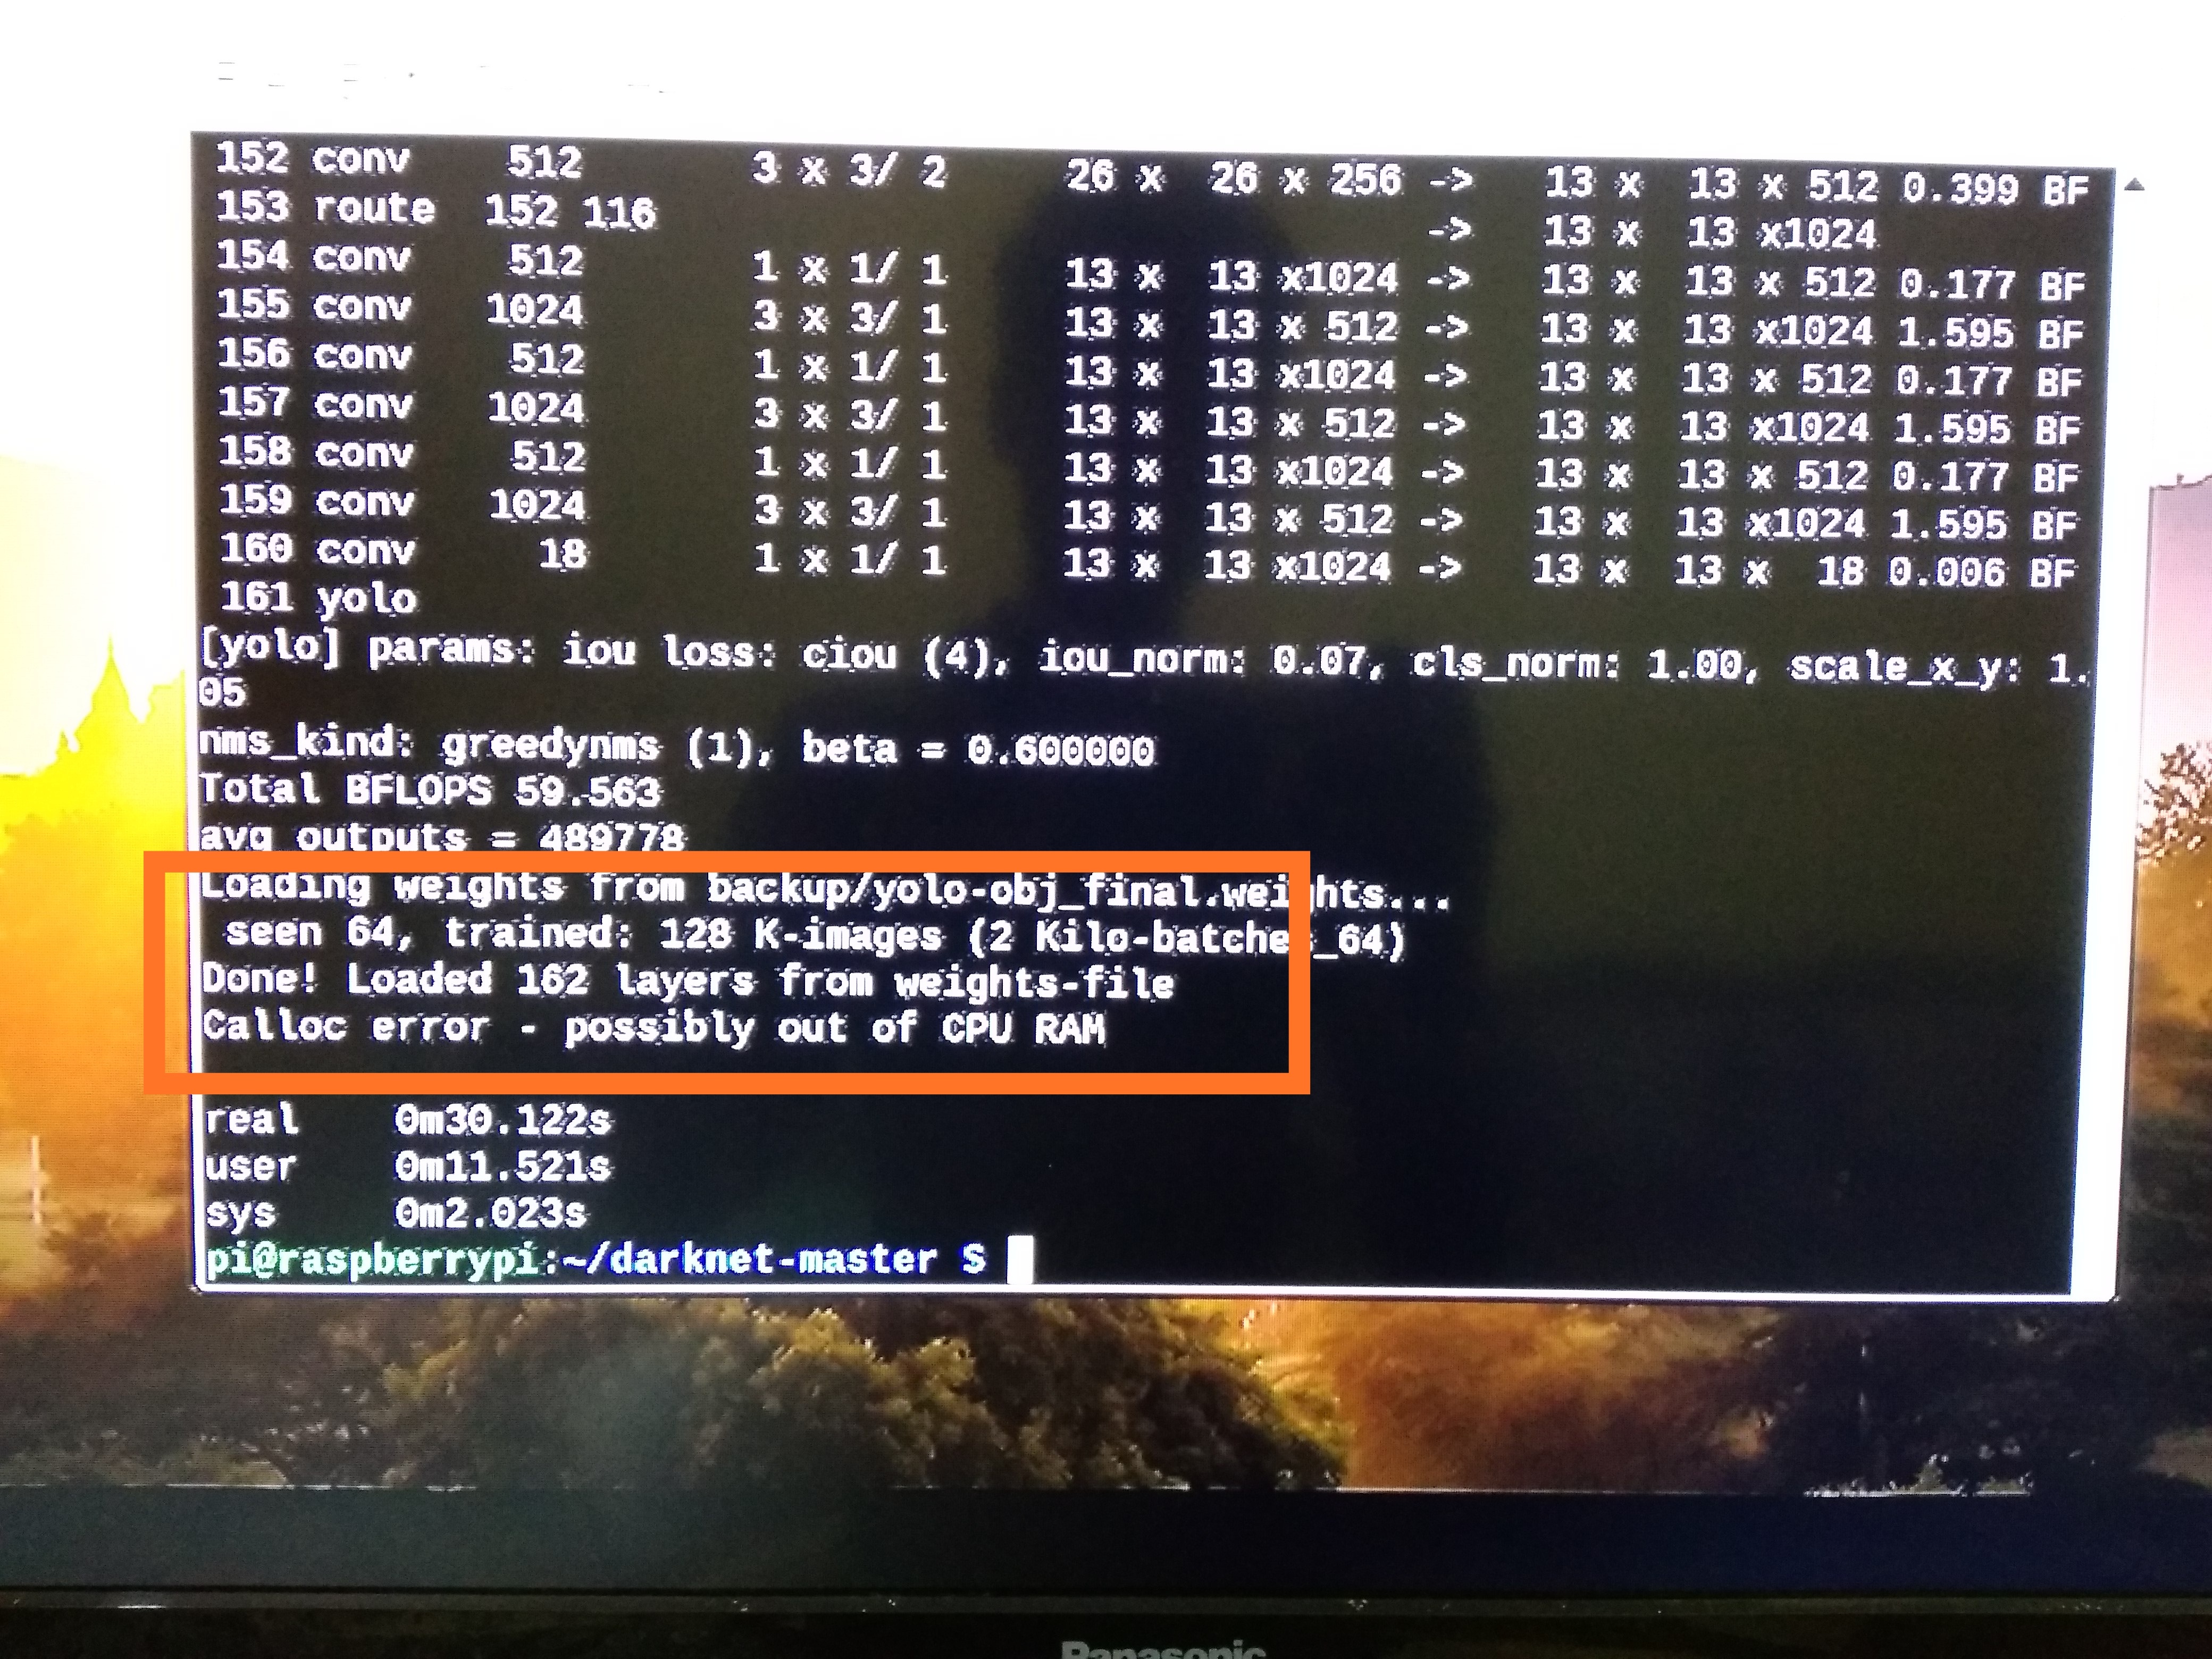 152 conv 512 3 x 3/ 2 26 x 26 x 256 -> 13 x 13 x 512 0.399 BF
153 route 152 116 -> 13 x 13 x1024
154 conv 512 1 x 1/ 1 13 x 13 x1024 -> 13 x 13 x 512 0.177 BF
155 conv 1024 3 x 3/ 1 13 x 13 x 512 -> 13 x 13 x1024 1.595 BF
156 conv 512 1 x 1/ 1 13 x 13 x1024 -> 13 x 13 x 512 0.177 BF
157 conv 1024 3 x 3/ 1 13 x 13 x 512 -> 13 x 13 x1024 1.595 BF
158 conv 512 1 x 1/ 1 13 x 13 x1024 -> 13 x 13 x 512 0.177 BF
159 conv 1024 3 x 3/ 1 13 x 13 x 512 -> 13 x 13 x1024 1.595 BF
160 conv 18 1 x 1/ 1 13 x 13 x1024 -> 13 x 13 x 18 0.006 BF
161 yolo
[yolo] params: iou loss: ciou (4), iou_norm: 0.07, cls_norm: 1.00, scale_x_y: 1.
05
nms_kind: greedynms (1), beta = 0.600000
Total BFLOPS 59.563
avg_outputs = 489778
Loading weights from backup/yolo-obj_final.weights...
seen 64, trained: 128 K-images (2 Kilo-batches_64)
Done! Loaded 162 layers from weights-file
Calloc error - possibly out of CPU RAM
real 0m30.122s
user 0m11.521s
sys 0m2.023s
pi@raspberrypi:~/darknet-master $
Panasonic